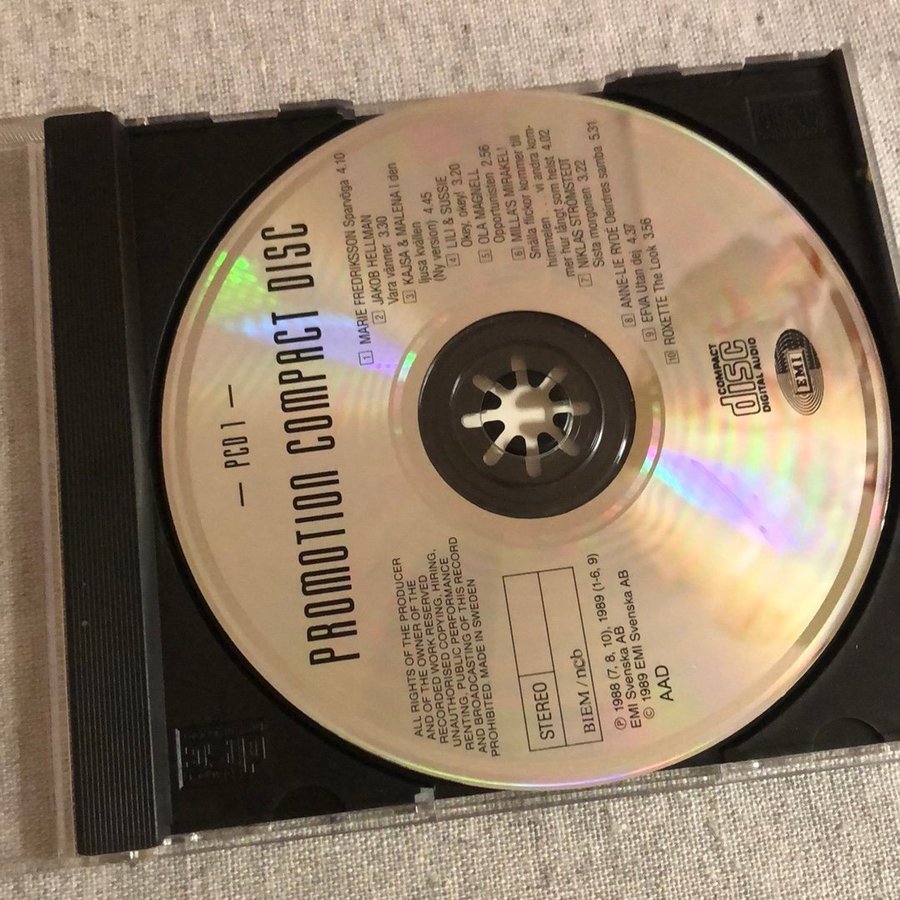 — PCD 1 —
PROMOTION COMPACT DISC
1 MARIE FREDRIKSSON Sparvöga 4.10
2 JAKOB HELLMAN
Vara vänner 3.30
3 KAJSA & MALENA I den
ljusa kvällen
(Ny version) 4.45
4 LILI & SUSSIE
Okey, okey! 3.20
5 OLA MAGNELL
Opportunisten 2.56
6 MILLA'S MIRAKEL!
Snälla flickor kommer till
himmelen . . . vi andra kom-
mer hur långt som helst 4.02
7 NIKLAS STRÖMSTEDT
Sista morgonen 3.22
8 ANNE-LIE RYDÉ Deirdres samba 5.31
9 EFVA Utan dej 4.37
10 ROXETTE The Look 3.56
COMPACT
disc
DIGITAL AUDIO
EMI
ALL RIGHTS OF THE PRODUCER
AND OF THE OWNER OF THE
RECORDED WORK RESERVED
UNAUTHORISED COPYING, HIRING,
RENTING, PUBLIC PERFORMANCE
AND BROADCASTING OF THIS RECORD
PROHIBITED. MADE IN SWEDEN
STEREO
BIEM / ncb
℗ 1988 (7, 8, 10), 1989 (1-6, 9)
EMI Svenska AB
© 1989 EMI Svenska AB
AAD